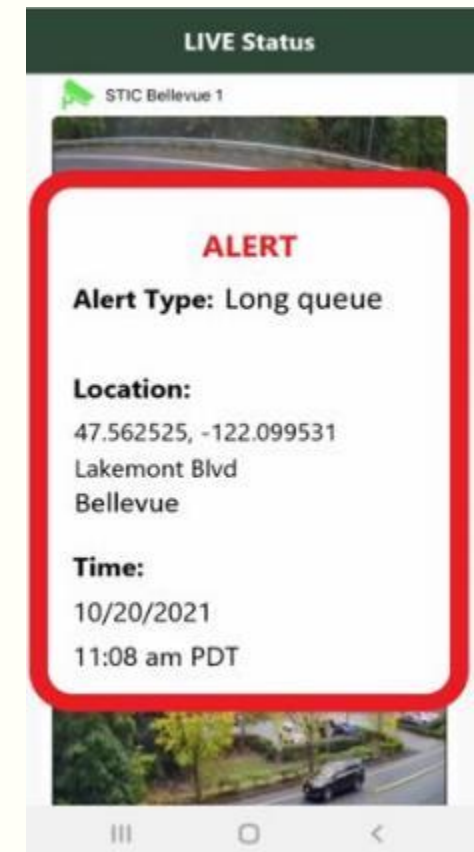 LIVE Status
STIC Bellevue 1
ALERT
Alert Type: Long queue
Location:
47.562525, -122.099531
Lakemont Blvd
Bellevue
Time:
10/20/2021
11:08 am PDT